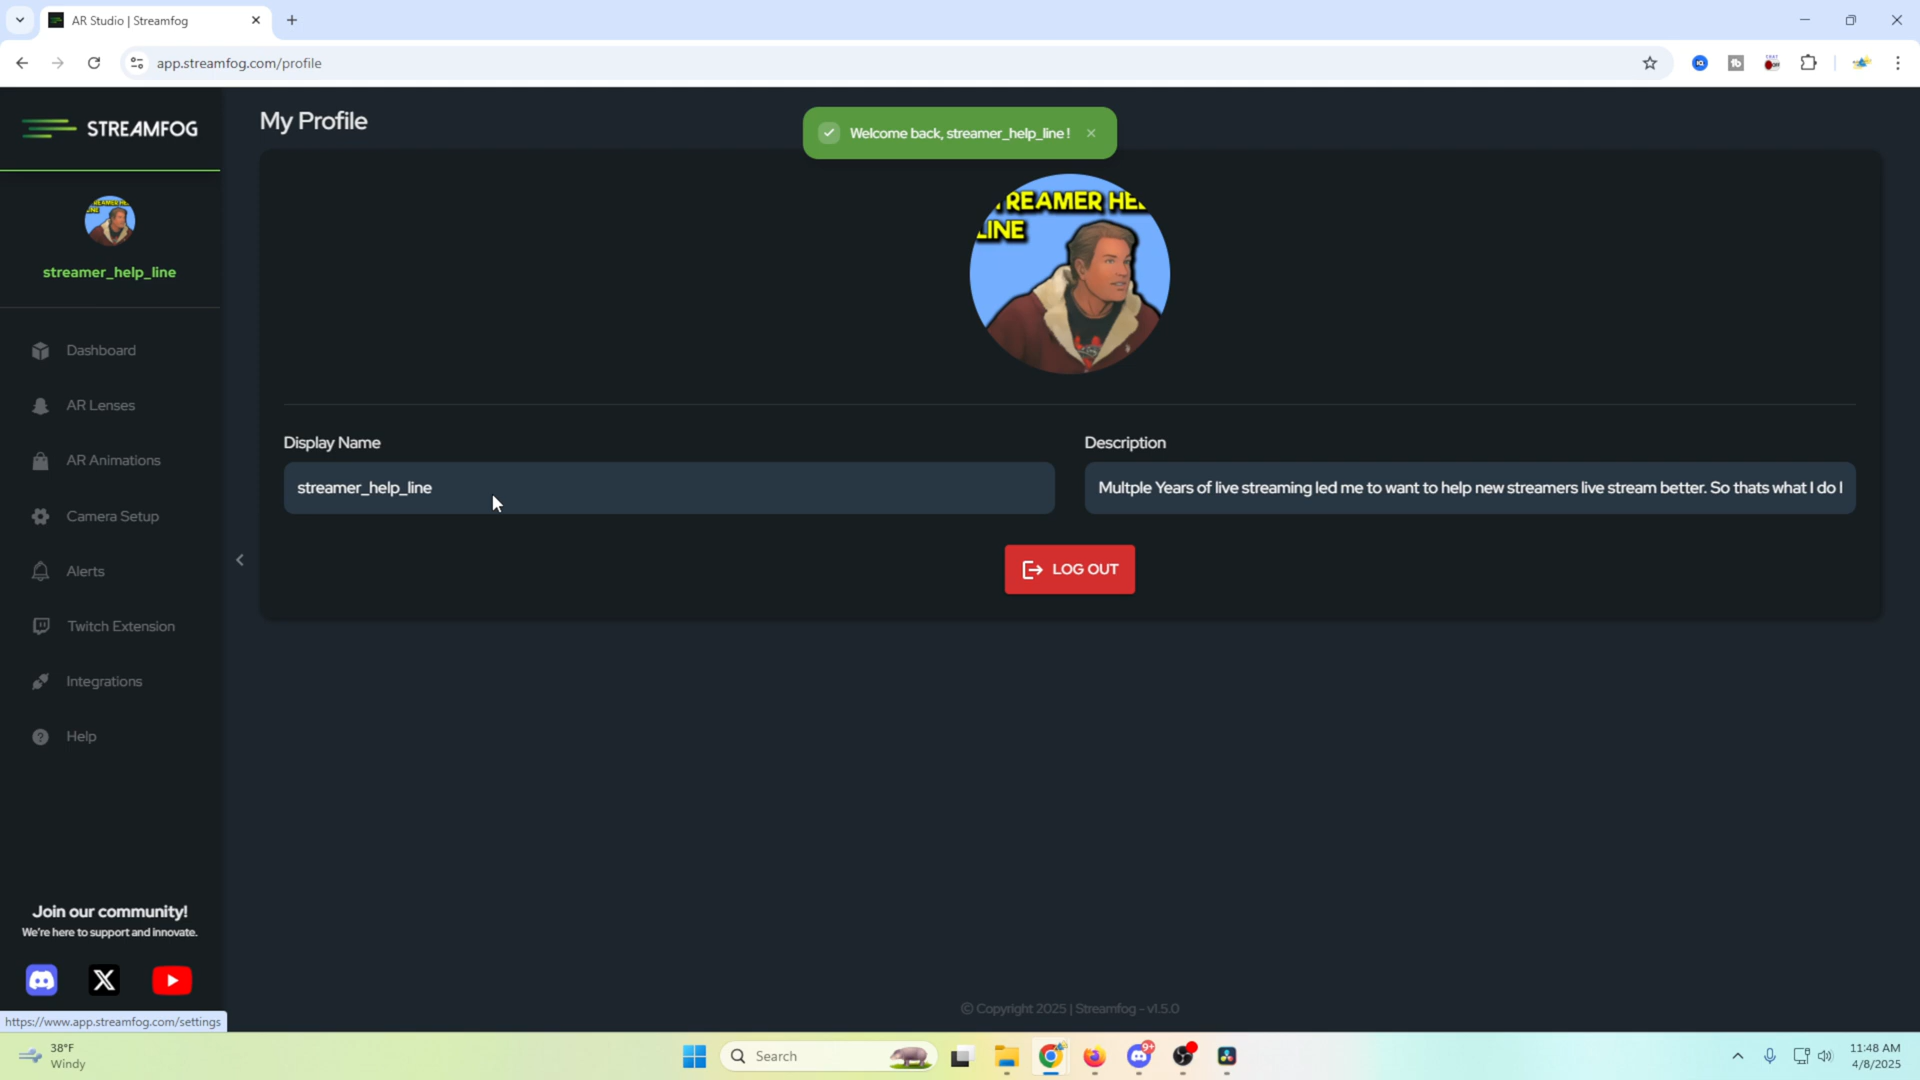 AR Studio | Streamfog
app.streamfog.com/profile
STREAMFOG
My Profile
Welcome back, streamer_help_line !
streamer_help_line
Dashboard
AR Lenses
AR Animations
Camera Setup
Alerts
Twitch Extension
Integrations
Help
TREAMER HEL
LINE
Display Name
streamer_help_line
Description
Multple Years of live streaming led me to want to help new streamers live stream better. So thats what I do I
LOG OUT
Join our community!
We're here to support and innovate.
© Copyright 2025 | Streamfog - v1.5.0
https://www.app.streamfog.com/settings
38°F
Windy
Search
9+
11:48 AM
4/8/2025